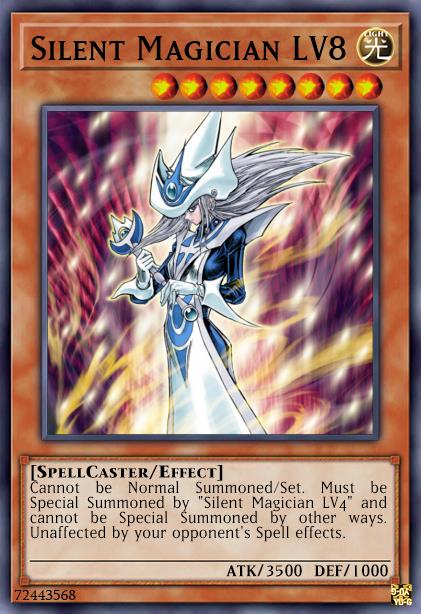 Silent Magician LV8
LIGHT
光
[SpellCaster/Effect]
Cannot be Normal Summoned/Set. Must be
Special Summoned by "Silent Magician LV4" and
cannot be Special Summoned by other ways.
Unaffected by your opponent's Spell effects.
ATK/3500 DEF/1000
72443568